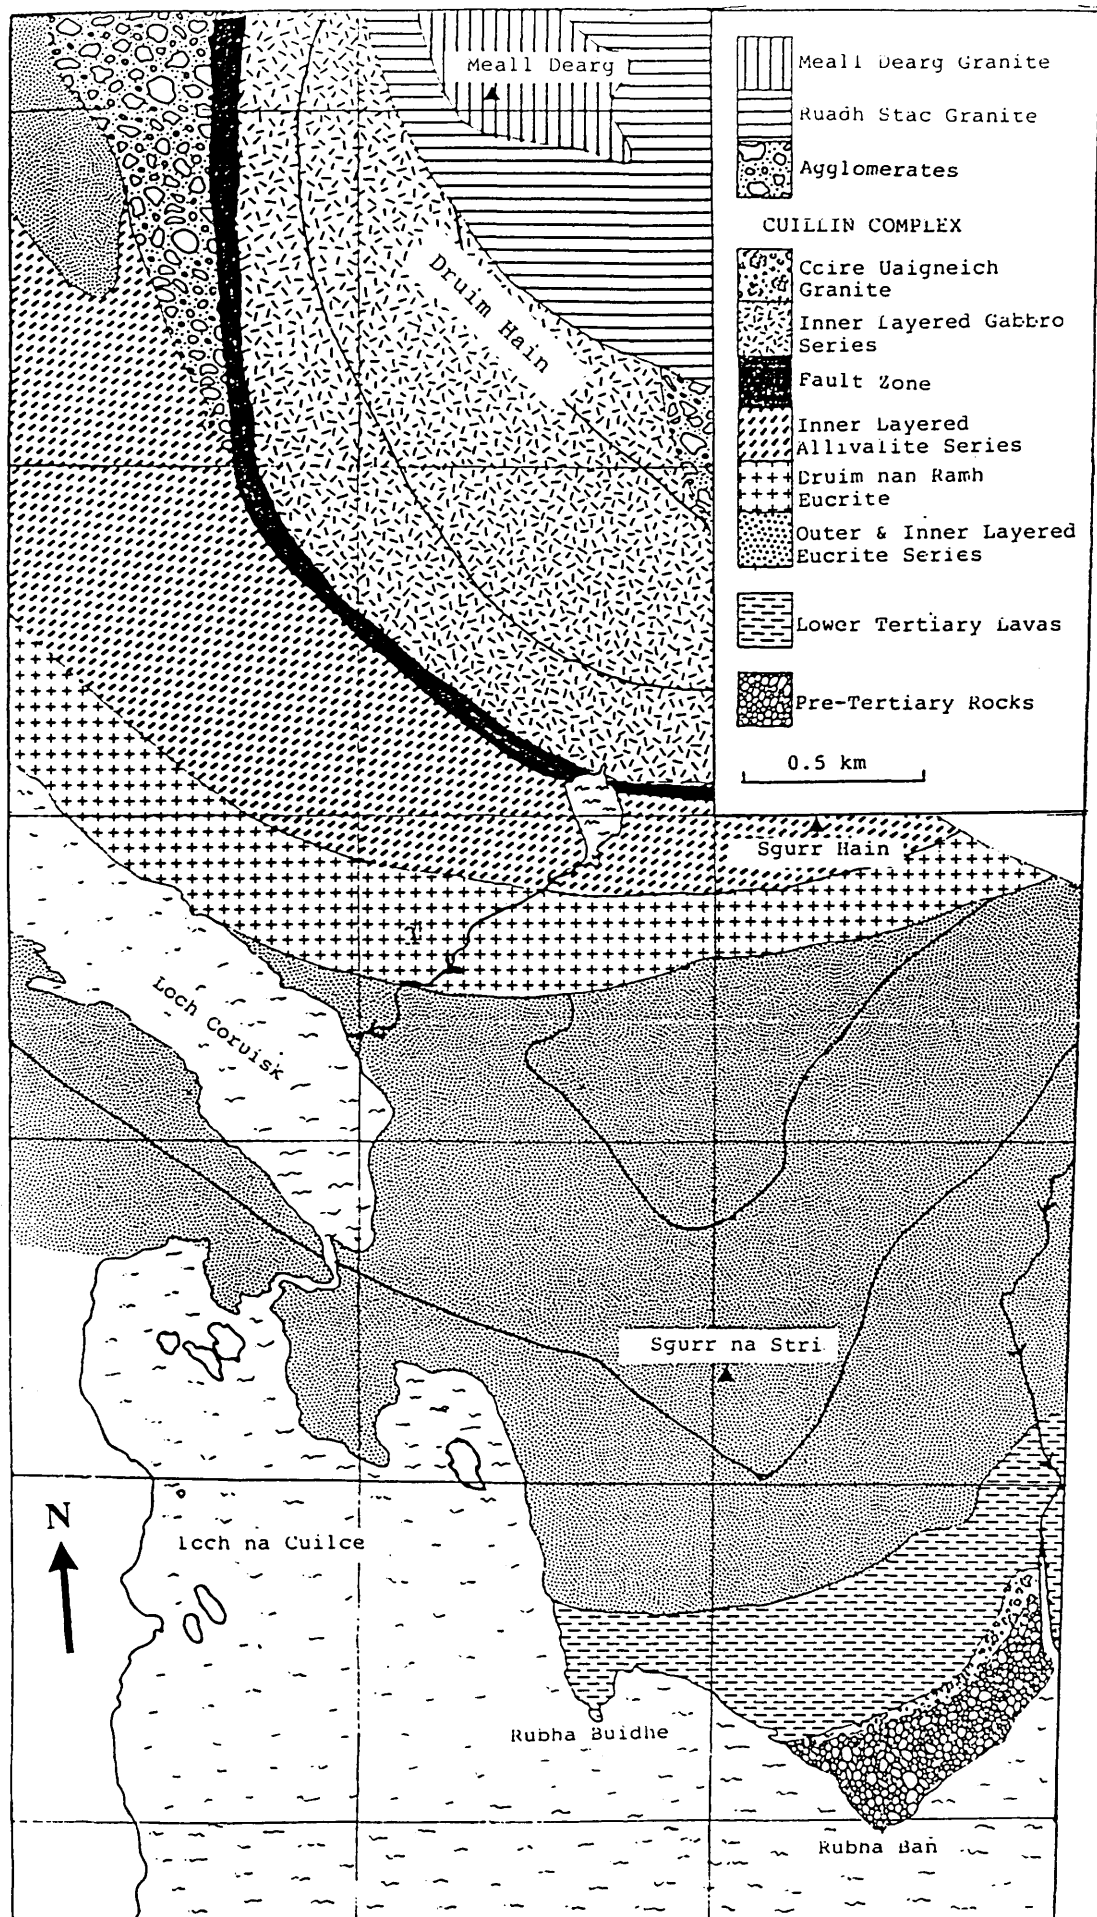 Meall Dearg
Druim Hain
Meall Dearg Granite
Ruadh Stac Granite
Agglomerates
CUILLIN COMPLEX
Ccire Uaigneich
Granite
Inner Layered Gabbro
Series
Fault Zone
Inner Layered
Allivalite Series
Druim nan Ramh
Eucrite
Outer & Inner Layered
Eucrite Series
Lower Tertiary Lavas
Pre-Tertiary Rocks
0.5 km
Sgurr Hain
Loch Coruisk
Sgurr na Stri
N
Loch na Cuilce
Rubha Buidhe
Rubha Ban